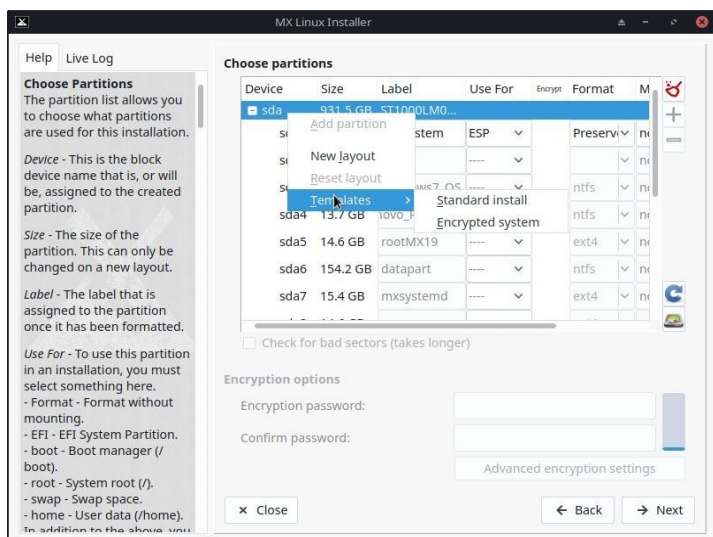 MX Linux Installer
Help Live Log
Choose Partitions
The partition list allows you
to choose what partitions
are used for this installation.
Device - This is the block
device name that is, or will
be, assigned to the created
partition.
Size - The size of the
partition. This can only be
changed on a new layout.
Label - The label that is
assigned to the partition
once it has been formatted.
Use For - To use this partition
in an installation, you must
select something here.
- Format - Format without
mounting.
- EFI - EFI System Partition.
- boot - Boot manager (/
boot).
- root - System root (/).
- swap - Swap space.
- home - User data (/home).
In addition to the above, you
Choose partitions
Device Size Label Use For Encrypt Format M
sda 931.5 GB ST1000LM0...
stem ESP Preserv
ws7_OS ---- ntfs
sda4 13.7 GB ntfs
sda5 14.6 GB rootMX19 ---- ext4
sda6 154.2 GB datapart ---- ntfs
sda7 15.4 GB mxsystemd ---- ext4
Add partition
New layout
Reset layout
Templates
Standard install
Encrypted system
Check for bad sectors (takes longer)
Encryption options
Encryption password:
Confirm password:
Advanced encryption settings
Close
Back
Next